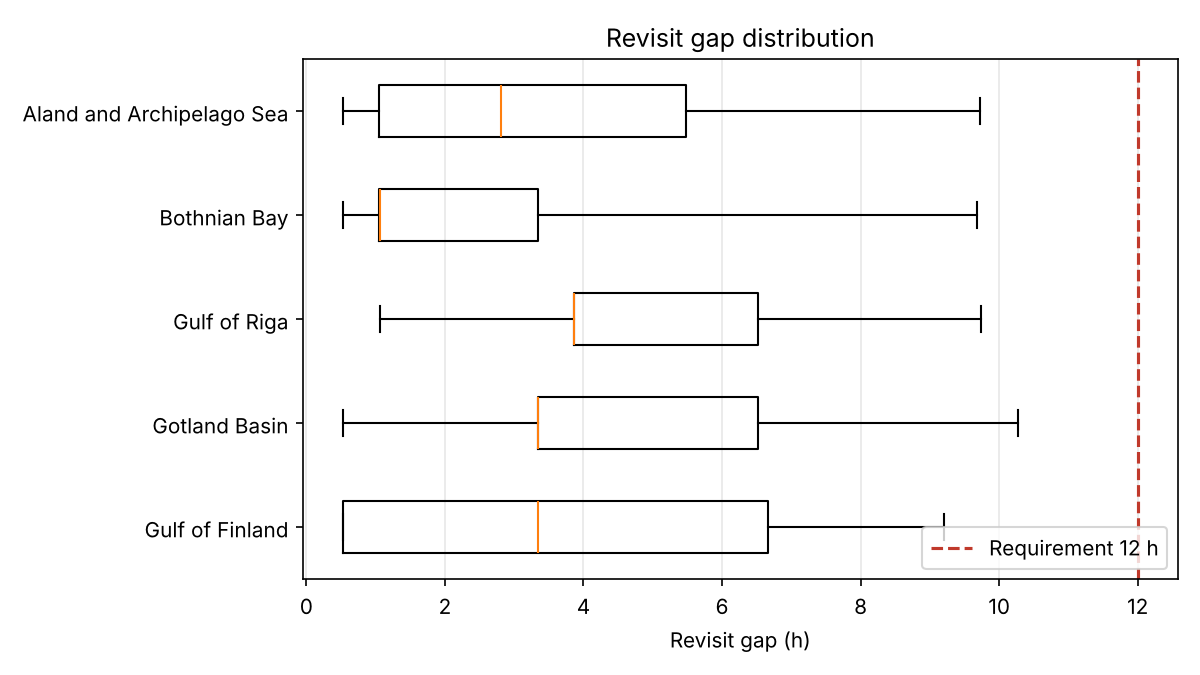 Revisit gap distribution
Aland and Archipelago Sea
Bothnian Bay
Gulf of Riga
Gotland Basin
Gulf of Finland
Requirement 12 h
0 2 4 6 8 10 12
Revisit gap (h)